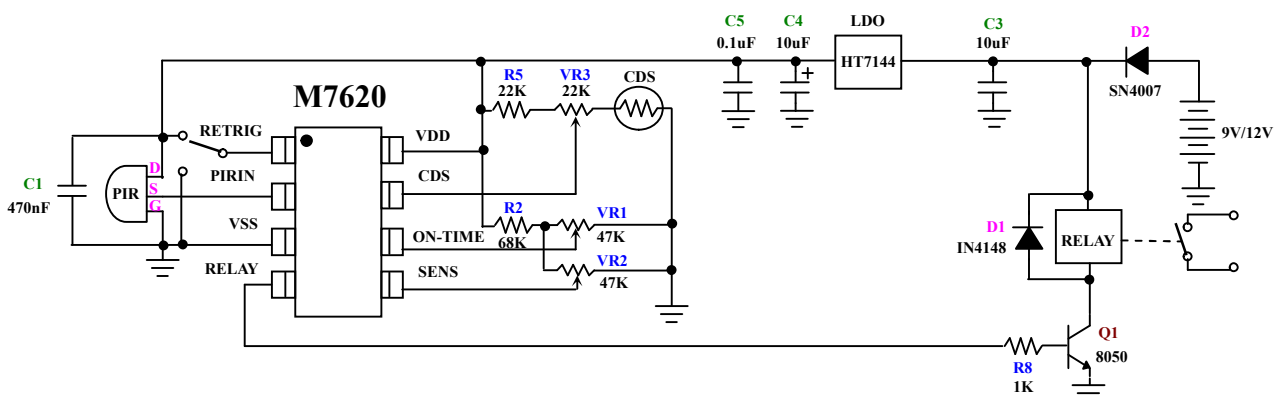 C5
0.1uF
C4
10uF
LDO
HT7144
C3
10uF
D2
SN4007
9V/12V
R5
22K
VR3
22K
CDS
M7620
RETRIG
VDD
PIRIN
CDS
C1
470nF
PIR
D
S
G
VSS
ON-TIME
RELAY
SENS
R2
68K
VR1
47K
VR2
47K
D1
IN4148
RELAY
Q1
8050
R8
1K